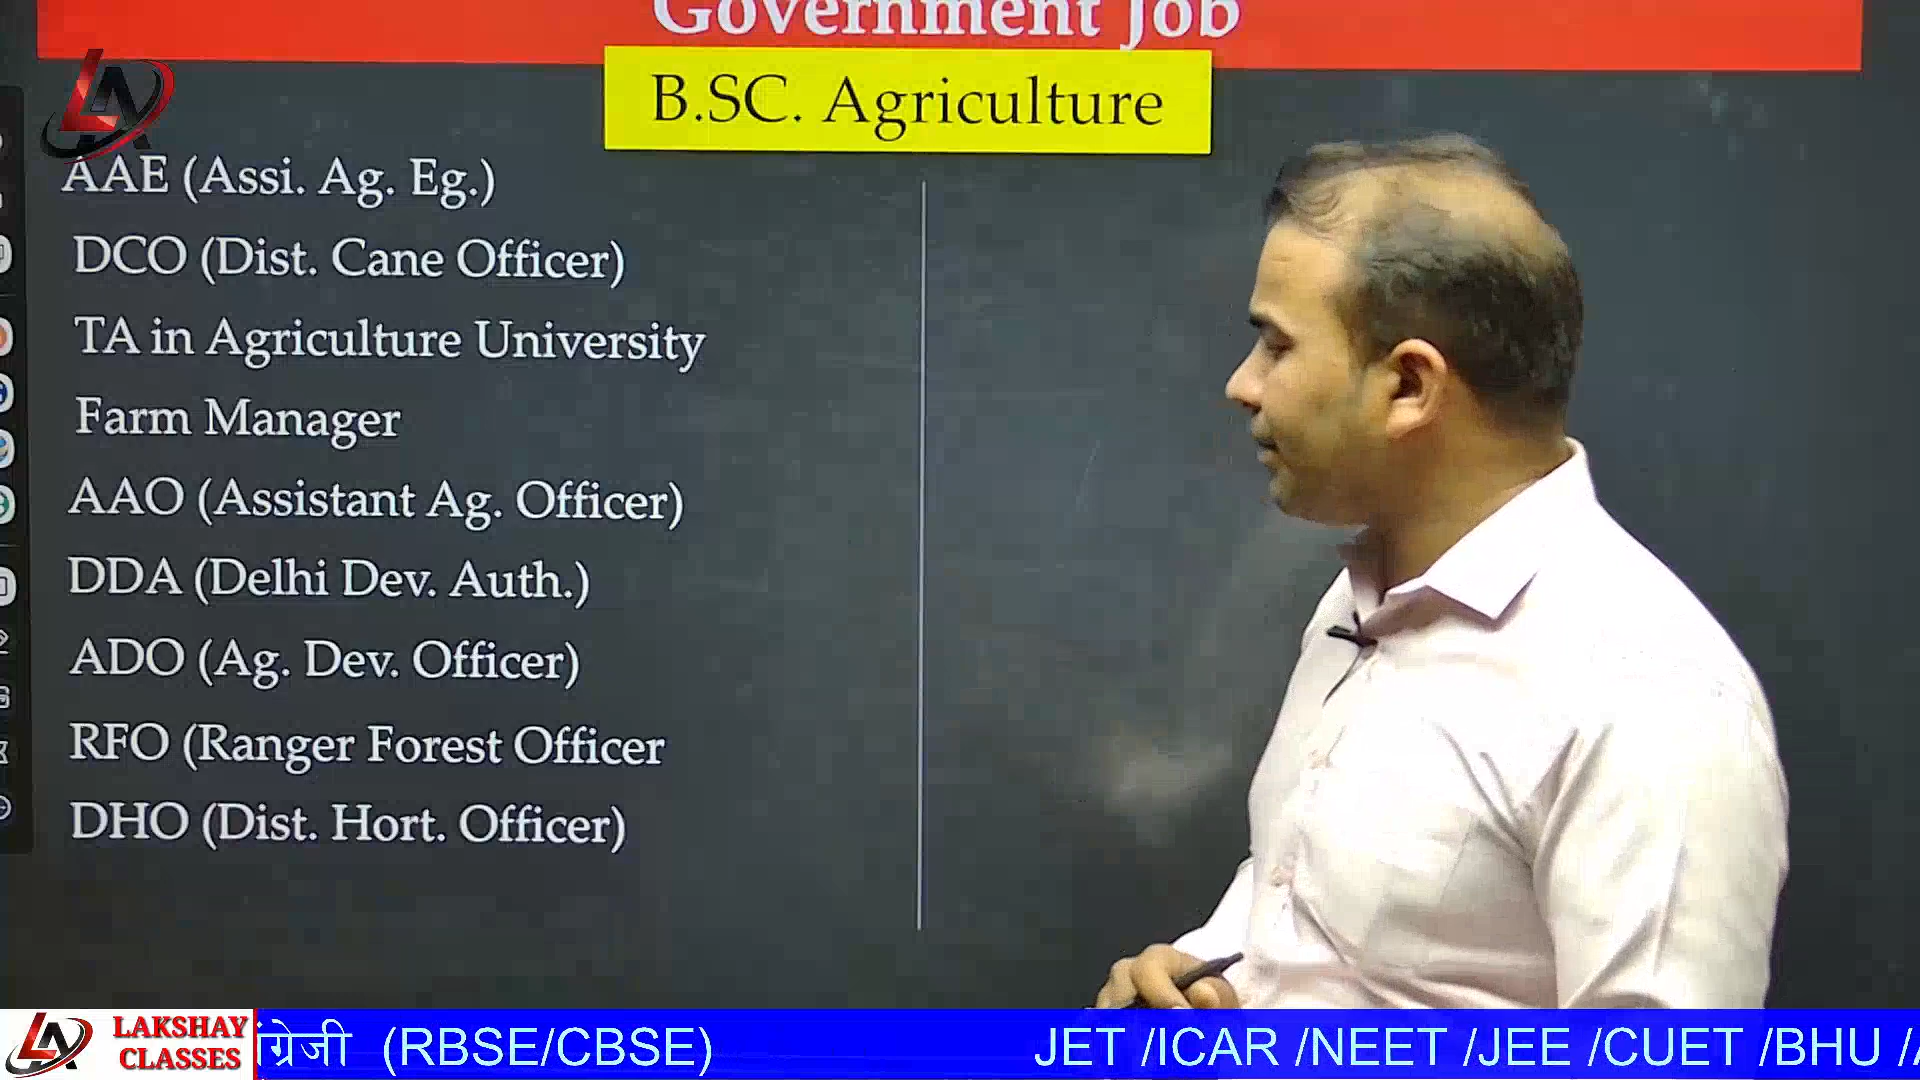 Government Job
B.SC. Agriculture
AAE (Assi. Ag. Eg.)
DCO (Dist. Cane Officer)
TA in Agriculture University
Farm Manager
AAO (Assistant Ag. Officer)
DDA (Delhi Dev. Auth.)
ADO (Ag. Dev. Officer)
RFO (Ranger Forest Officer
DHO (Dist. Hort. Officer)
LAKSHAY
CLASSES
(RBSE/CBSE) JET /ICAR /NEET /JEE /CUET /BHU /